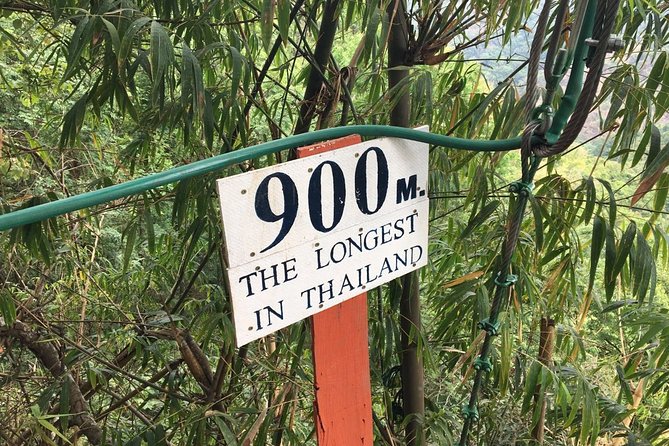 900 M.
THE LONGEST
IN THAILAND